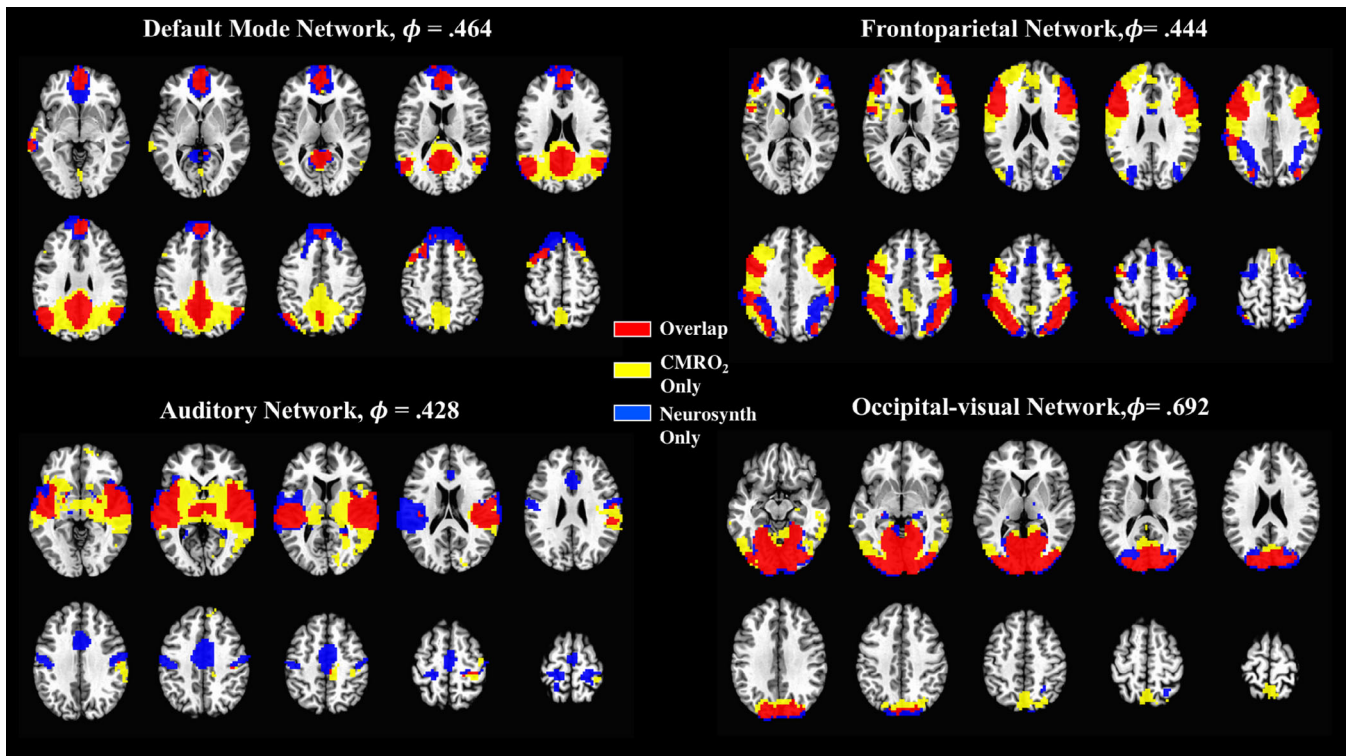 Default Mode Network, ϕ = .464
Frontoparietal Network,ϕ= .444
Overlap
CMRO₂
Only
Neurosynth
Only
Auditory Network, ϕ = .428
Occipital-visual Network,ϕ= .692